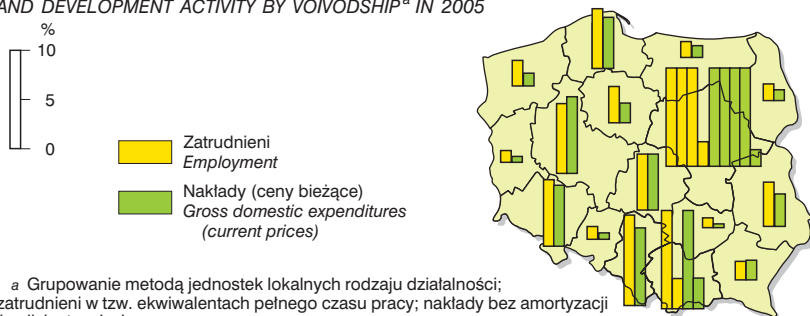 AND DEVELOPMENT ACTIVITY BY VOIVODSHIP a IN 2005
%
10
5
0
Zatrudnieni
Employment
Nakłady (ceny bieżące)
Gross domestic expenditures
(current prices)
a Grupowanie metodą jednostek lokalnych rodzaju działalności;
zatrudnieni w tzw. ekwiwalentach pełnego czasu pracy; nakłady bez amortyzacji